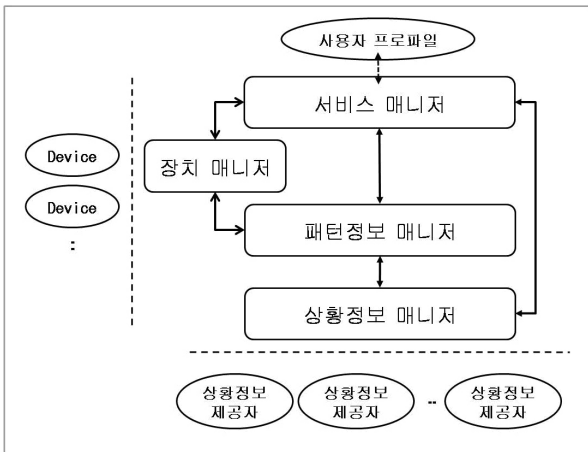 사용자 프로파일
서비스 매니저
Device
장치 매니저
Device
:
패턴정보 매니저
상황정보 매니저
상황정보
제공자
상황정보
제공자
..
상황정보
제공자